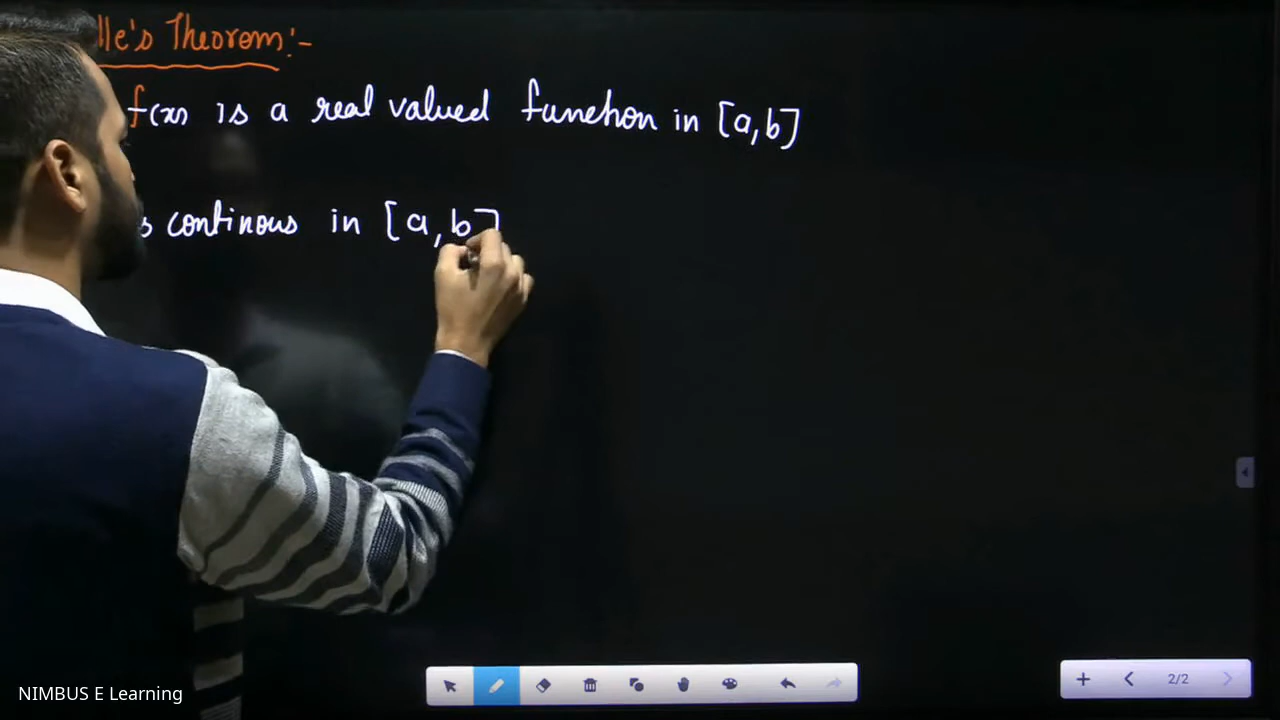 lle's Theorem:-
f(x) is a real valued function in [a,b]
s continous in [a,b]
2/2
NIMBUS E Learning